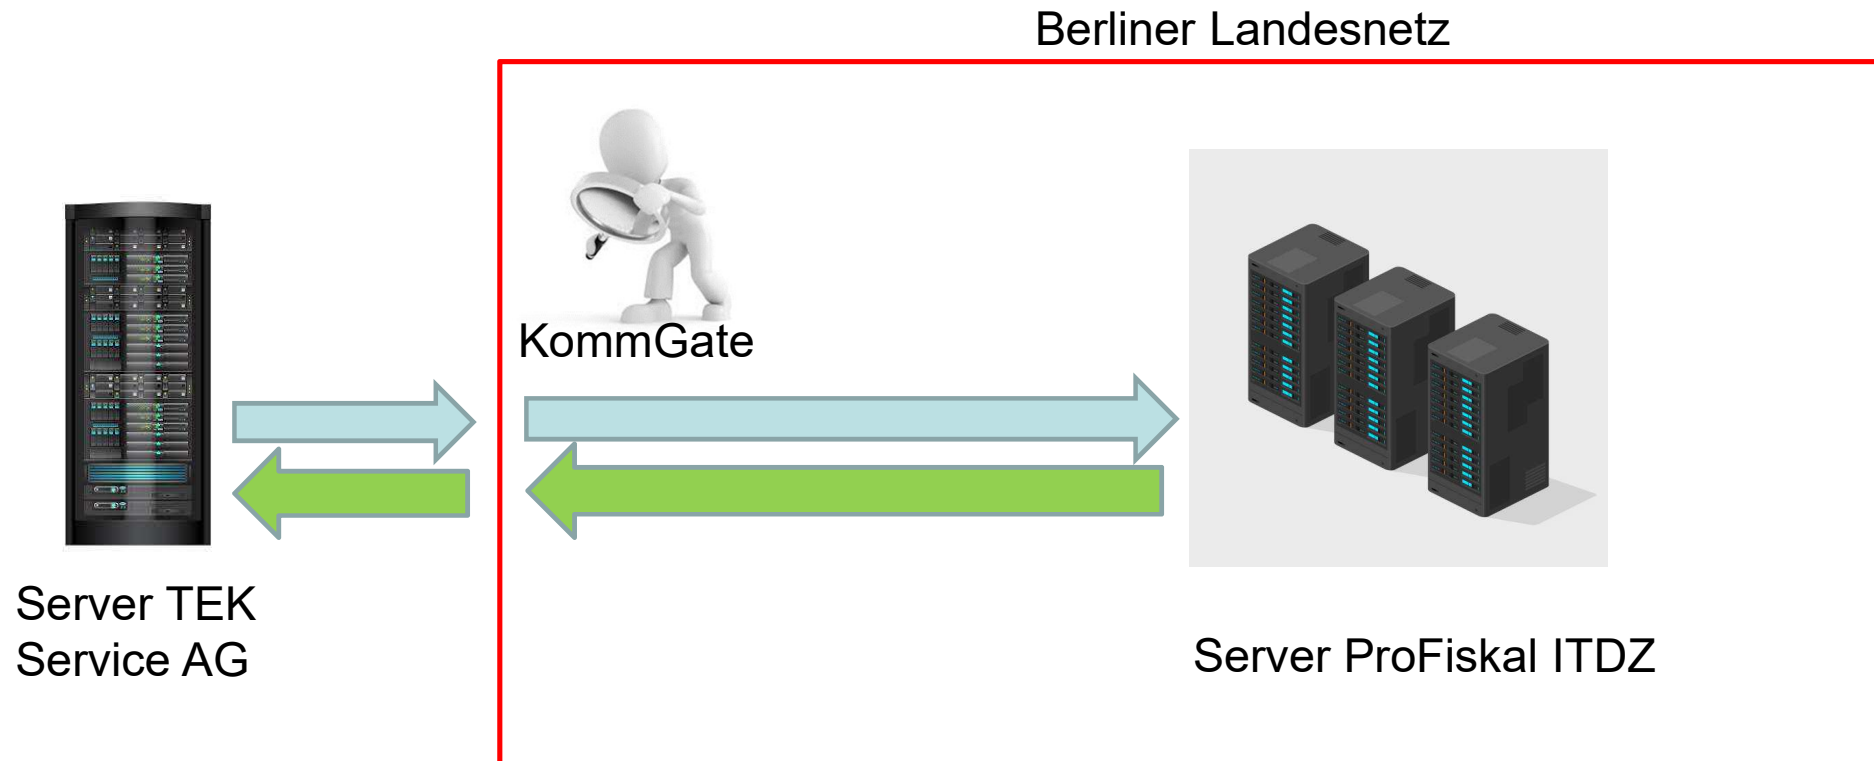 Berliner Landesnetz
KommGate
Server TEK
Service AG
Server ProFiskal ITDZ